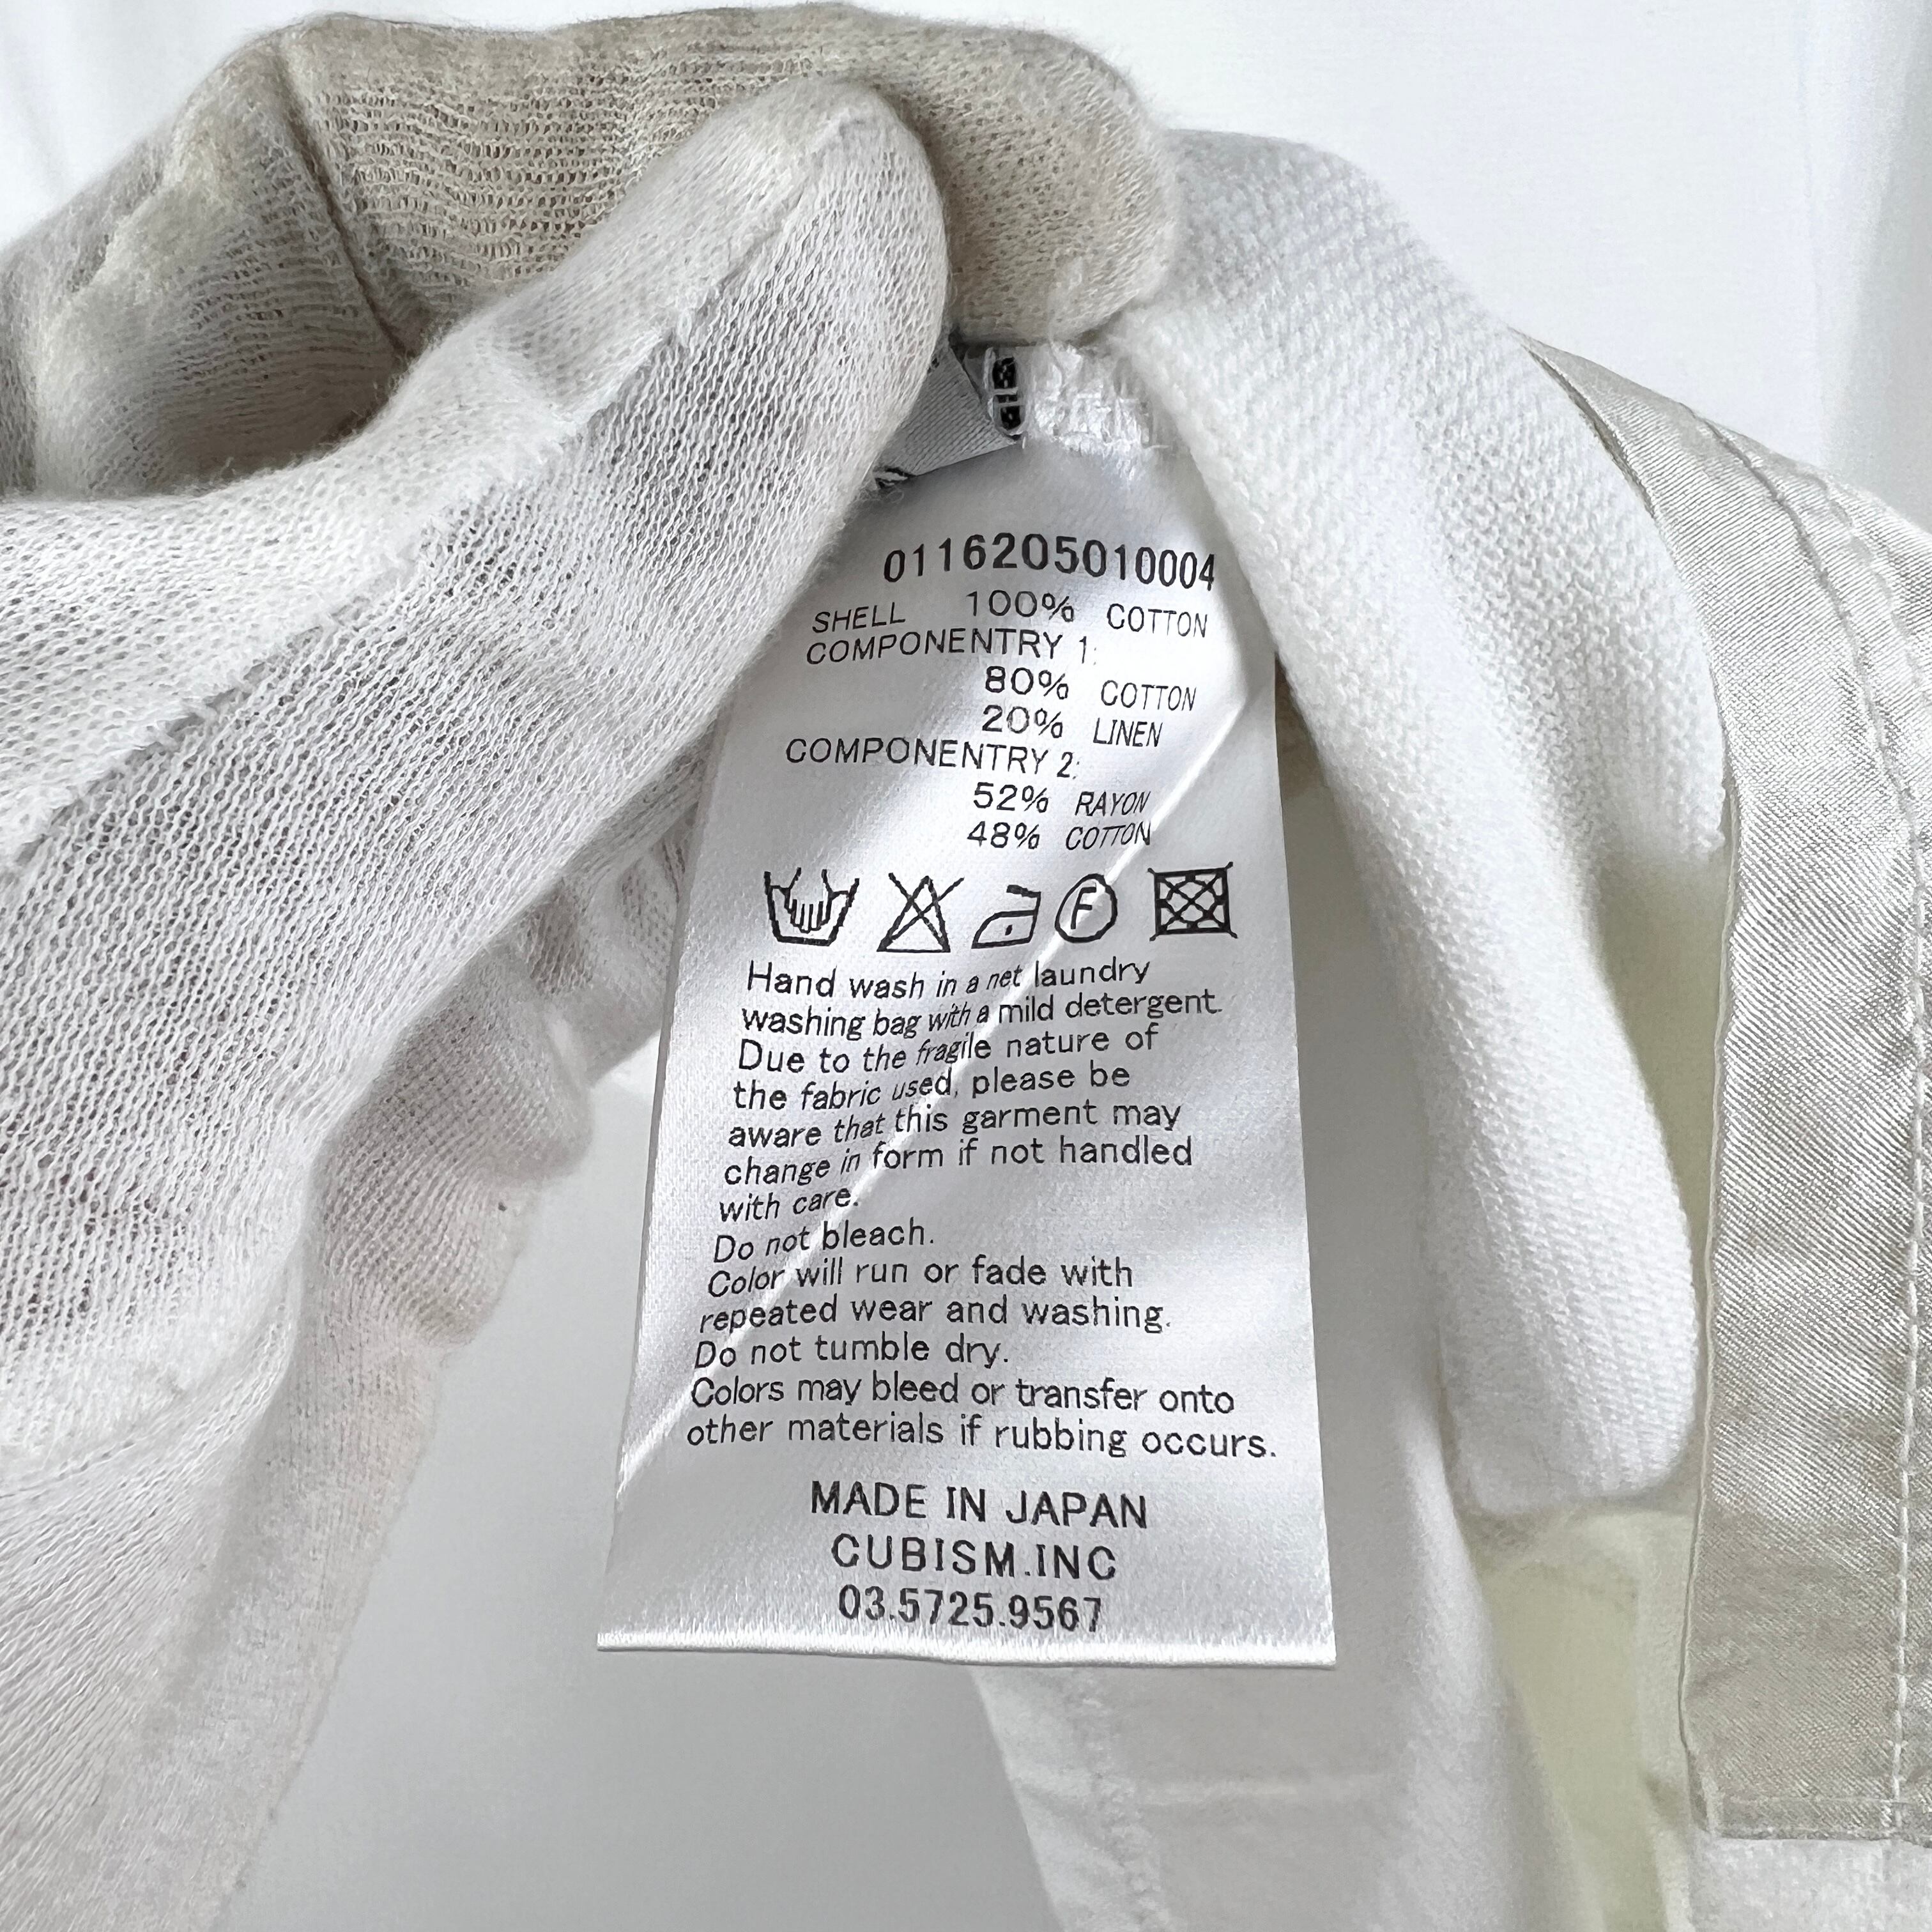 0116205010004
SHELL 100% COTTON
COMPONENTRY 1:
80% COTTON
20% LINEN
COMPONENTRY 2:
52% RAYON
48% COTTON
F
Hand wash in a net laundry
washing bag with a mild detergent.
Due to the fragile nature of
the fabric used, please be
aware that this garment may
change in form if not handled
with care.
Do not bleach.
Color will run or fade with
repeated wear and washing.
Do not tumble dry.
Colors may bleed or transfer onto
other materials if rubbing occurs.
MADE IN JAPAN
CUBISM.INC
03.5725.9567